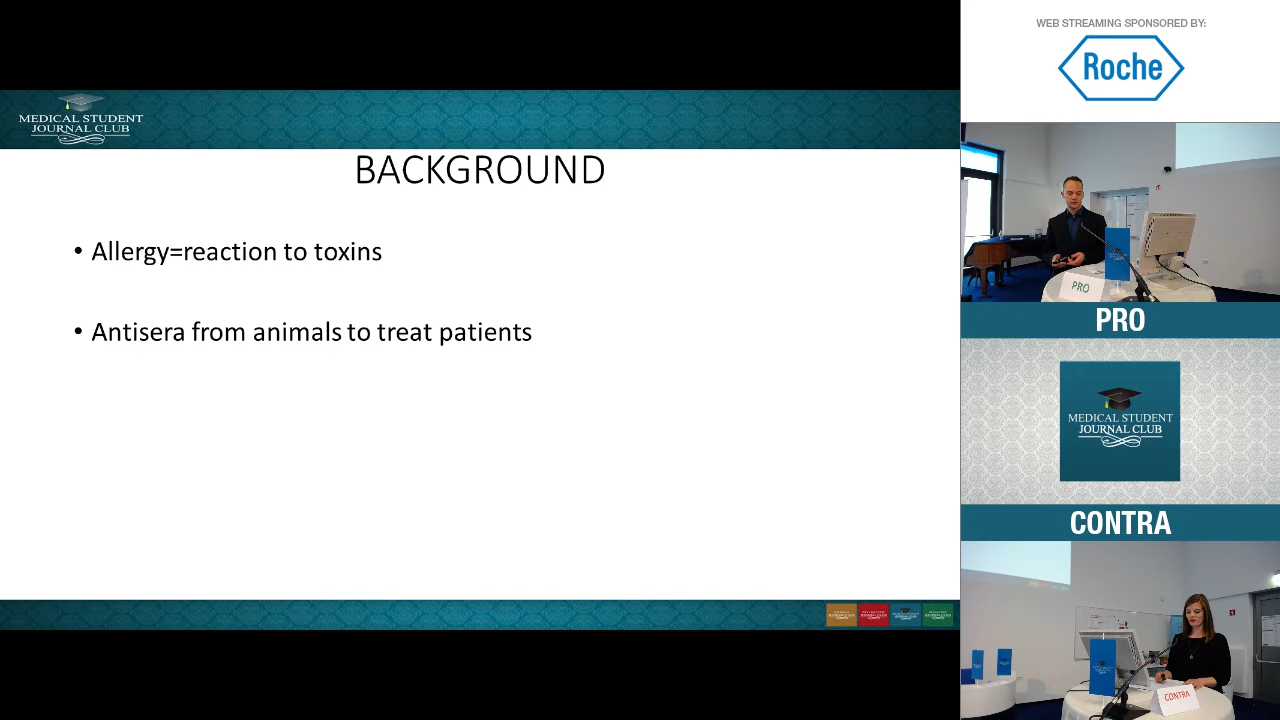 MEDICAL STUDENT
JOURNAL CLUB
BACKGROUND
• Allergy=reaction to toxins
• Antisera from animals to treat patients
WEB STREAMING SPONSORED BY:
Roche
PRO
PRO
MEDICAL STUDENT
JOURNAL CLUB
CONTRA
CONTRA